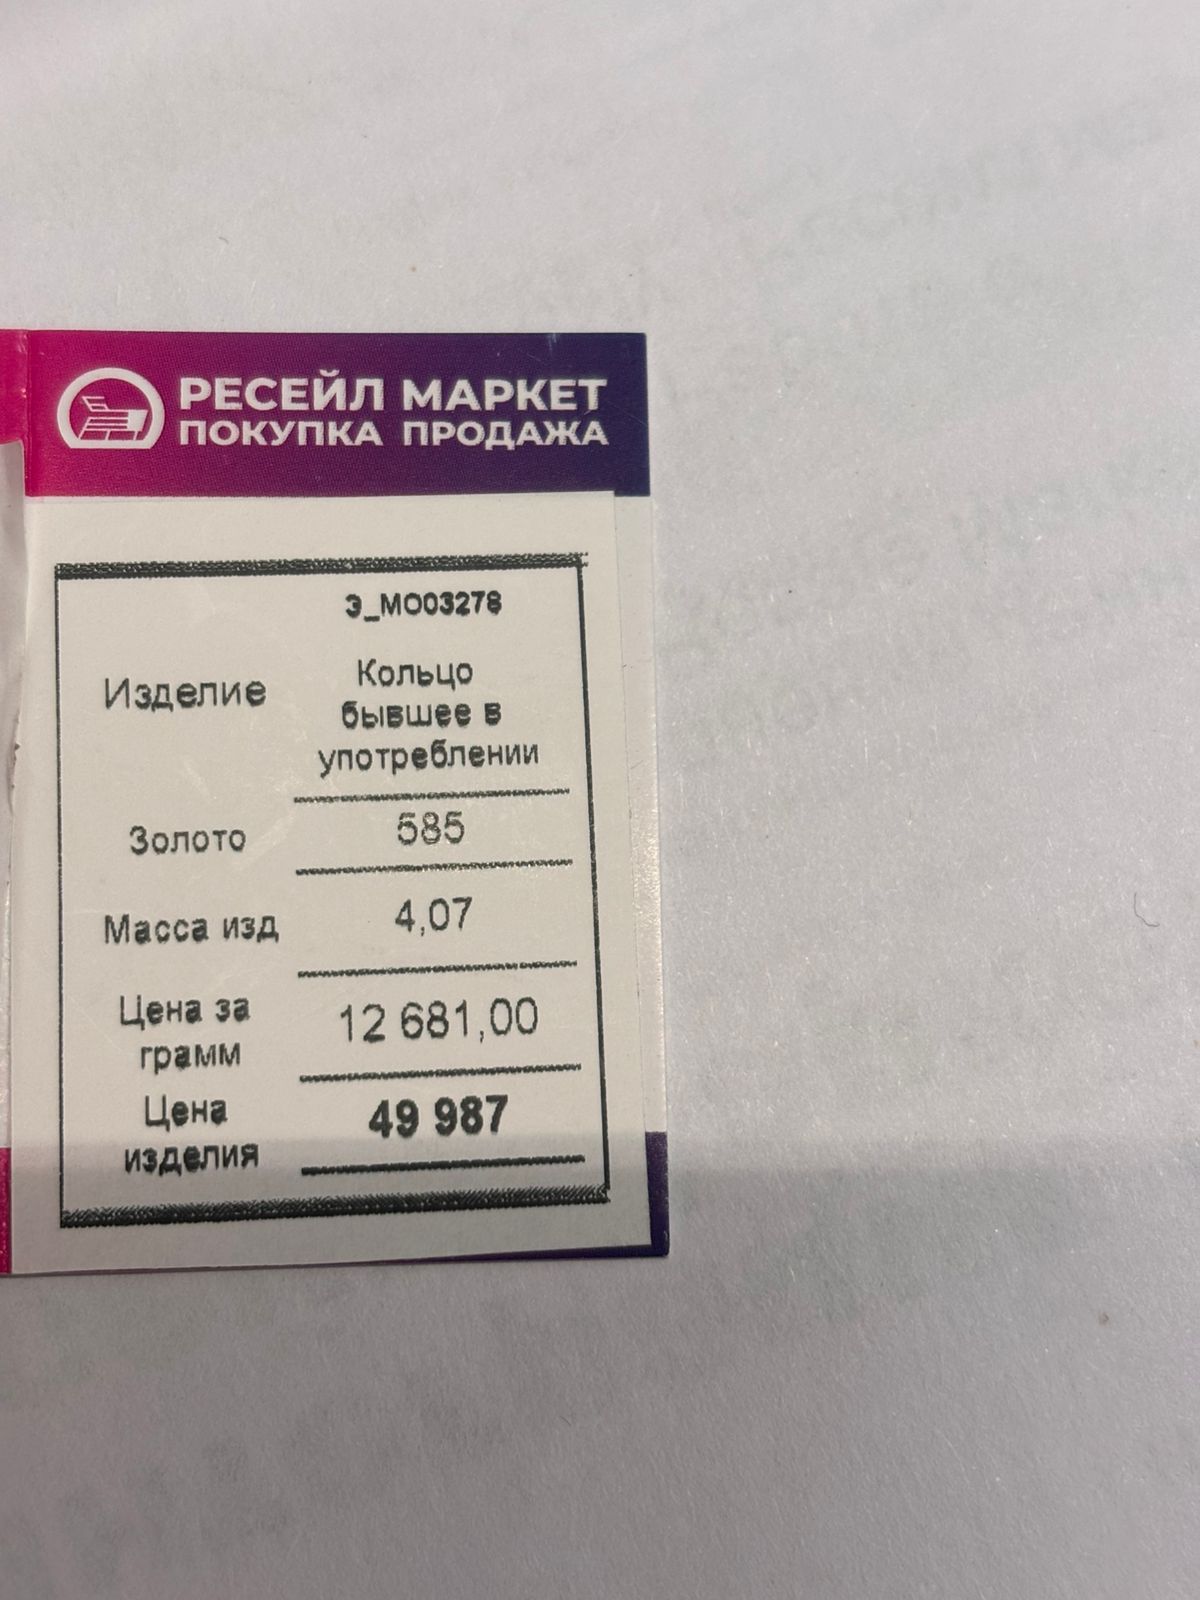 РЕСЕЙЛ МАРКЕТ
ПОКУПКА ПРОДАЖА
Э_МО03278
Изделие Кольцо бывшее в употреблении
Золото 585
Масса изд 4,07
Цена за грамм 12 681,00
Цена изделия 49 987